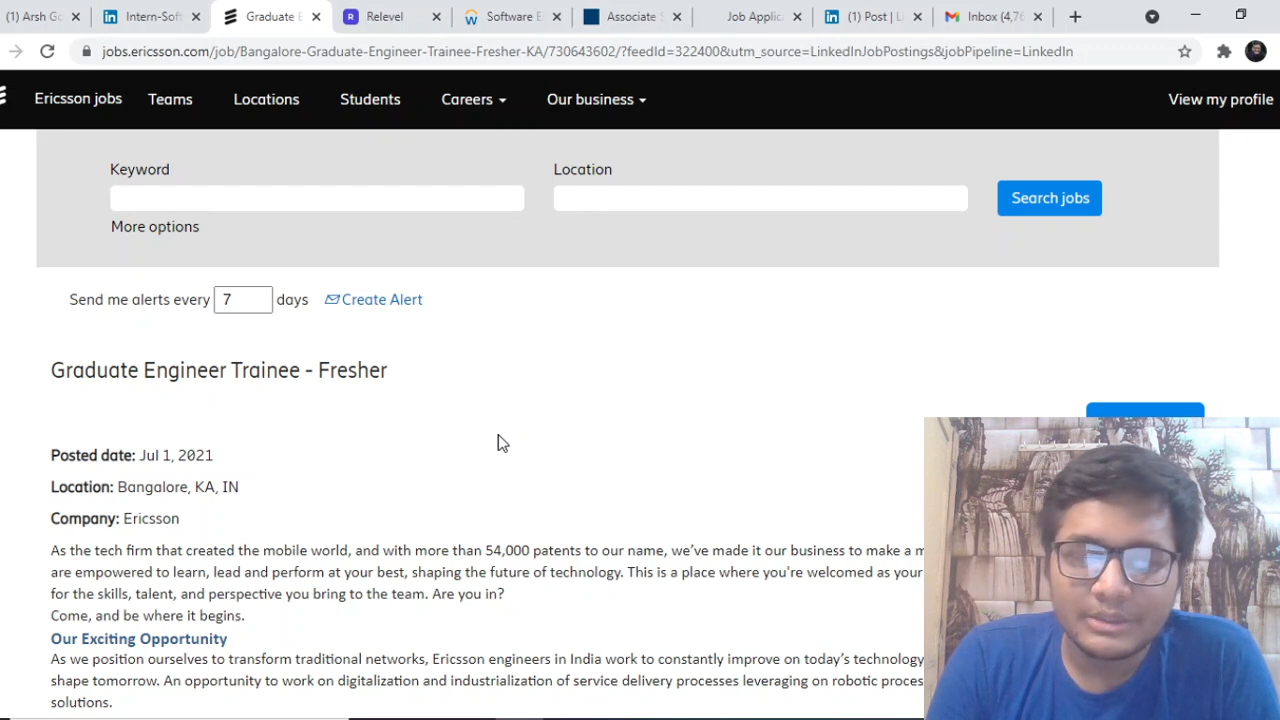 (1) Arsh Go
Intern-Soft
Graduate E
Relevel
Software E
Associate S
Job Applic
(1) Post | Li
Inbox (4,76
jobs.ericsson.com/job/Bangalore-Graduate-Engineer-Trainee-Fresher-KA/730643602/?feedId=322400&utm_source=LinkedInJobPostings&jobPipeline=LinkedIn
Ericsson jobs Teams Locations Students Careers Our business View my profile
Keyword Location
Search jobs
More options
Send me alerts every 7 days Create Alert
Graduate Engineer Trainee - Fresher
Posted date: Jul 1, 2021
Location: Bangalore, KA, IN
Company: Ericsson
As the tech firm that created the mobile world, and with more than 54,000 patents to our name, we've made it our business to make a m
are empowered to learn, lead and perform at your best, shaping the future of technology. This is a place where you're welcomed as your
for the skills, talent, and perspective you bring to the team. Are you in?
Come, and be where it begins.
Our Exciting Opportunity
As we position ourselves to transform traditional networks, Ericsson engineers in India work to constantly improve on today's technology
shape tomorrow. An opportunity to work on digitalization and industrialization of service delivery processes leveraging on robotic proces
solutions.